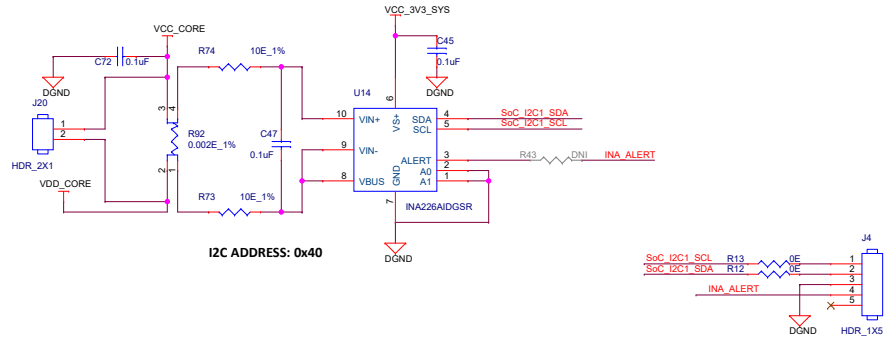 VCC_3V3_SYS
VCC_CORE
C45
0.1uF
DGND
C72
0.1uF
DGND
R74
10E_1%
U14
J20
1
2
HDR_2X1
3
4
R92
0.002E_1%
2
1
C47
0.1uF
6
10
VIN+
VS+
SDA
4
SoC_I2C1_SDA
SCL
5
SoC_I2C1_SCL
9
VIN-
ALERT
3
R43
DNI
INA_ALERT
A0
2
8
VBUS
GND
A1
1
7
INA226AIDGSR
VDD_CORE
R73
10E_1%
DGND
I2C ADDRESS: 0x40
J4
SoC_I2C1_SCL
R13
0E
1
SoC_I2C1_SDA
R12
0E
2
3
INA_ALERT
4
5
DGND
HDR_1X5